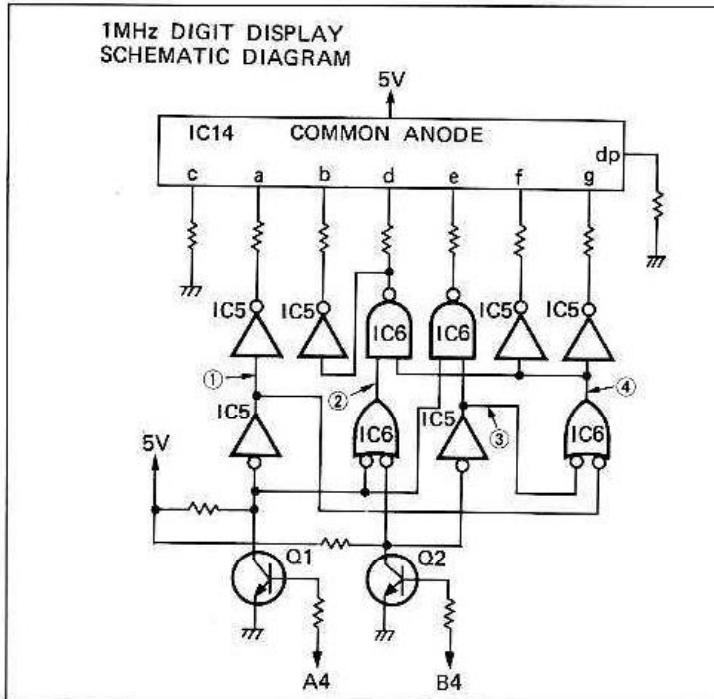 1MHz DIGIT DISPLAY
SCHEMATIC DIAGRAM
5V
IC14 COMMON ANODE
dp
c a b d e f g
IC5 IC5 IC6 IC6 IC5 IC5
① ② ③ ④
IC5 IC6 IC5 IC6
5V
Q1 Q2
A4 B4